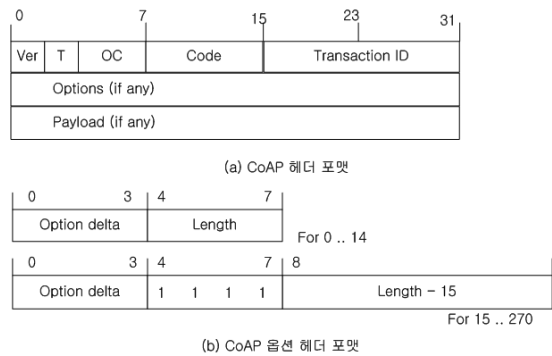 0 7 15 23 31
Ver T OC Code Transaction ID
Options (if any)
Payload (if any)
(a) CoAP 헤더 포맷
0 3 4 7
Option delta Length
For 0 .. 14
0 3 4 7 8
Option delta 1 1 1 1 Length - 15
For 15 .. 270
(b) CoAP 옵션 헤더 포맷